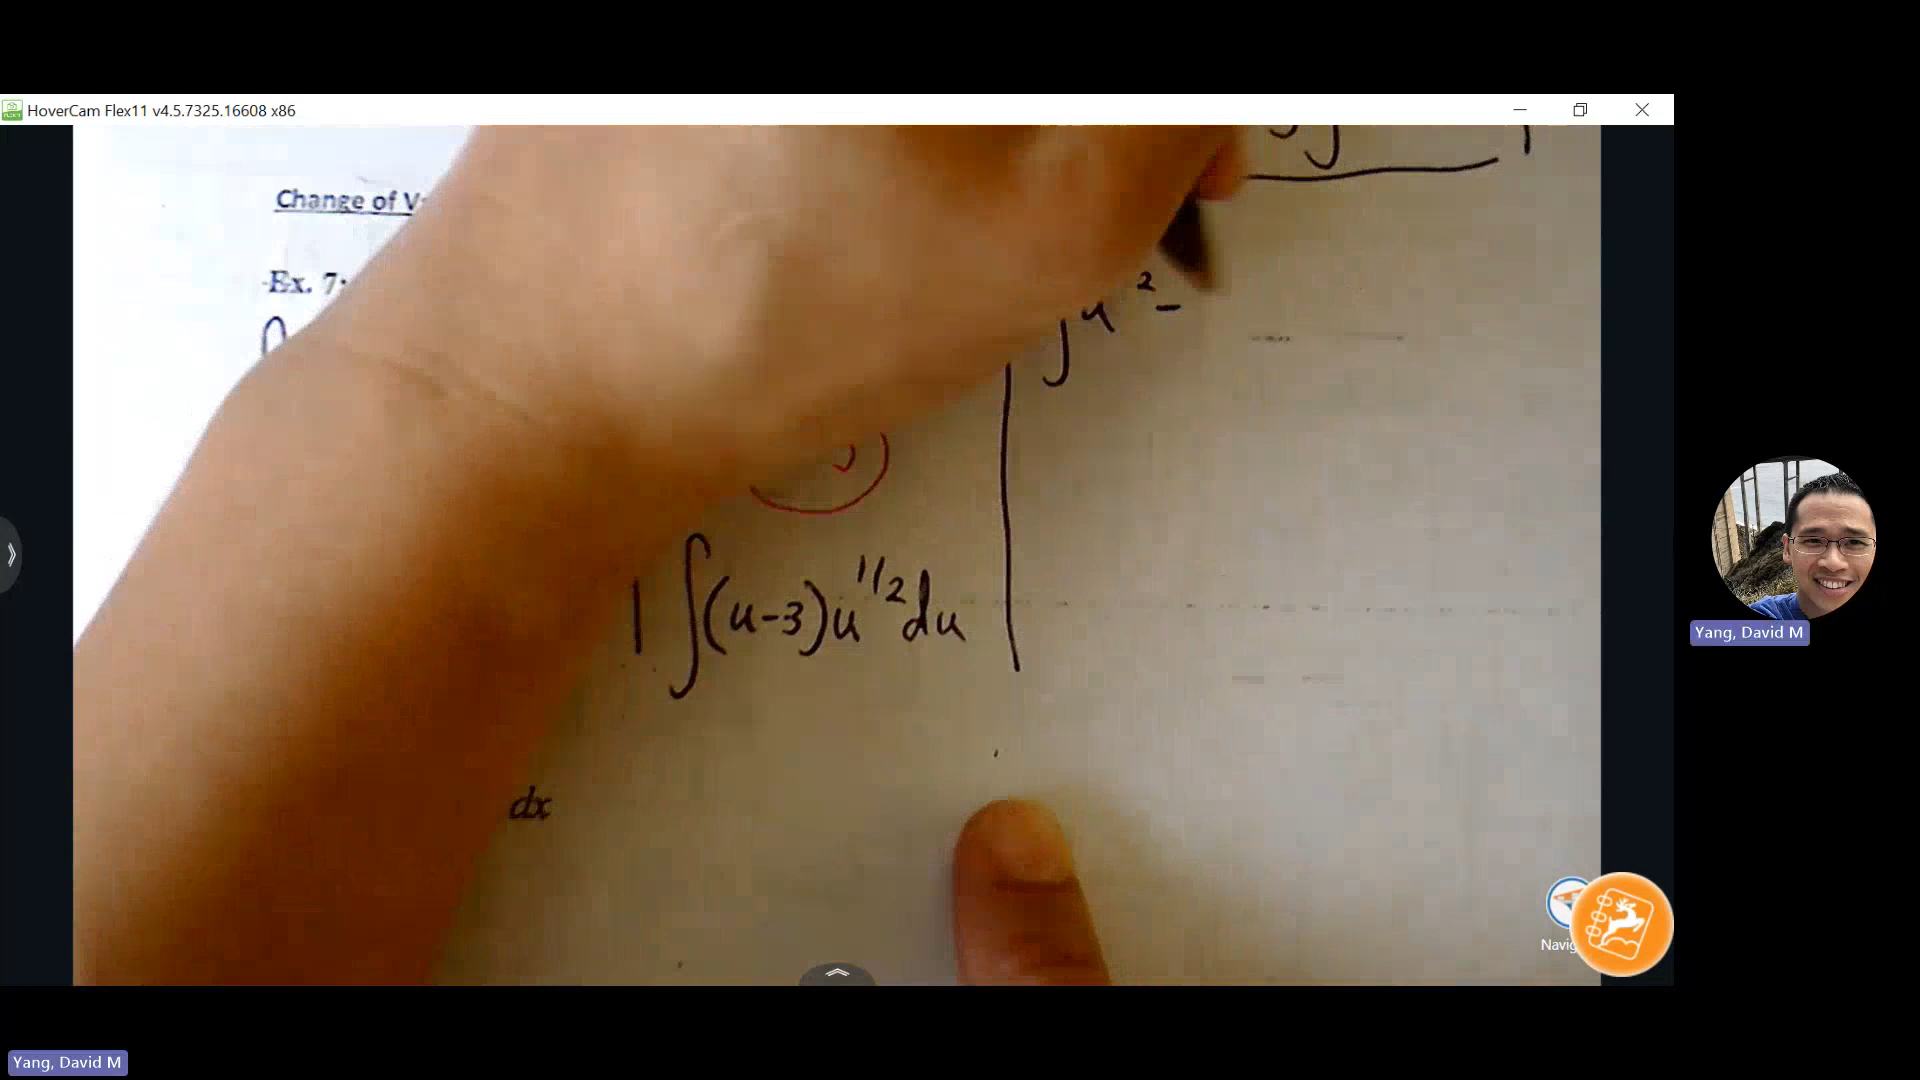 HoverCam Flex11 v4.5.7325.16608 x86
Change of
Ex. 7:
∫u 2 -
∫(u-3)u^1/2 du
dx
Yang, David M
Yang, David M